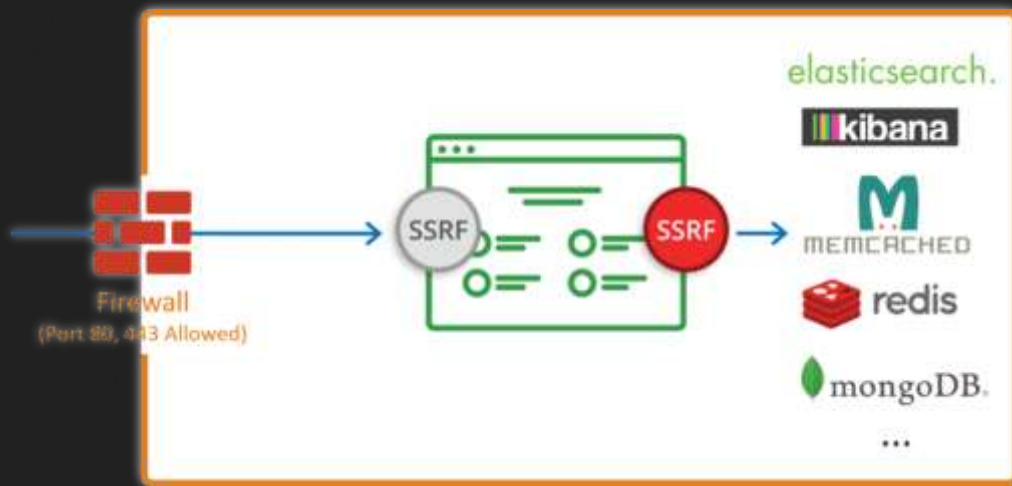 Firewall
(Port 80, 443 Allowed)
SSRF
SSRF
elasticsearch.
kibana
MEMCACHED
redis
mongoDB.
...